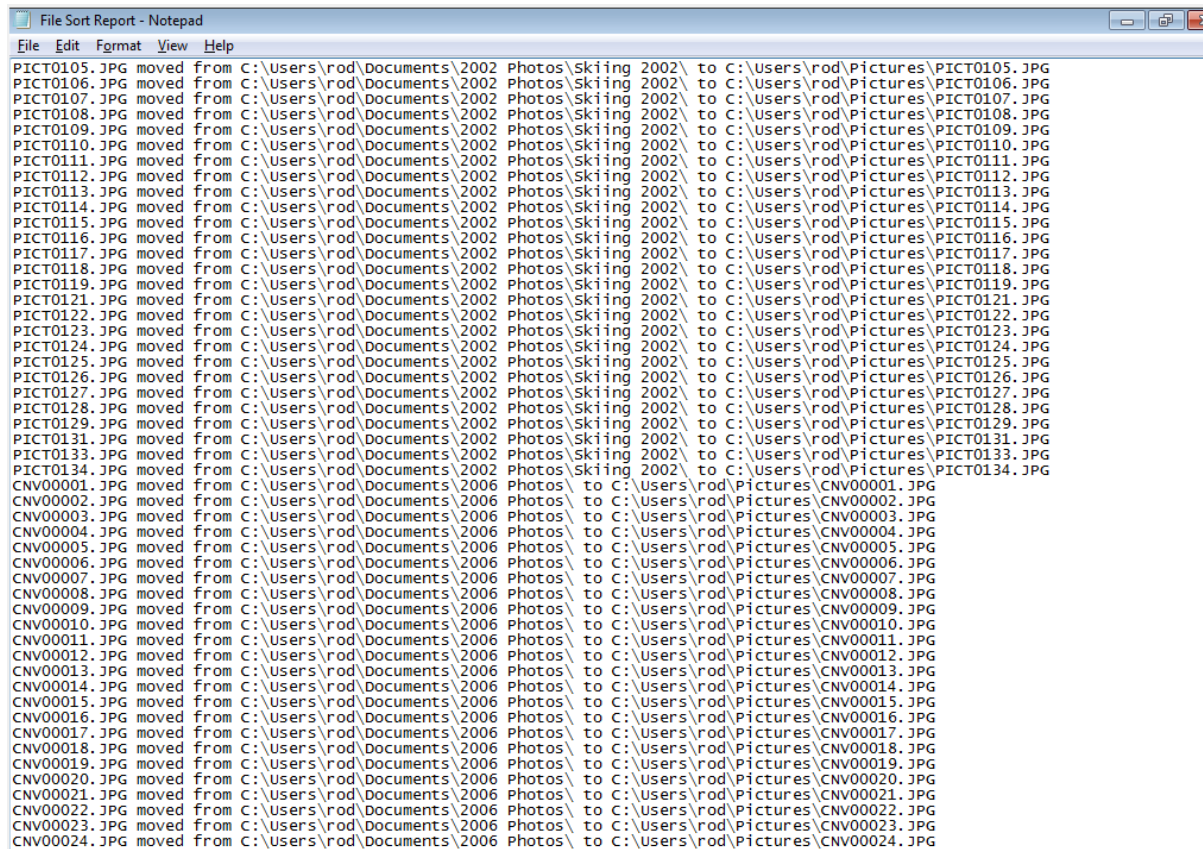 File Sort Report - Notepad
File Edit Format View Help
PICT0105.JPG moved from C:\Users\rod\Documents\2002 Photos\Skiing 2002\ to C:\Users\rod\Pictures\PICT0105.JPG
PICT0106.JPG moved from C:\Users\rod\Documents\2002 Photos\Skiing 2002\ to C:\Users\rod\Pictures\PICT0106.JPG
PICT0107.JPG moved from C:\Users\rod\Documents\2002 Photos\Skiing 2002\ to C:\Users\rod\Pictures\PICT0107.JPG
PICT0108.JPG moved from C:\Users\rod\Documents\2002 Photos\Skiing 2002\ to C:\Users\rod\Pictures\PICT0108.JPG
PICT0109.JPG moved from C:\Users\rod\Documents\2002 Photos\Skiing 2002\ to C:\Users\rod\Pictures\PICT0109.JPG
PICT0110.JPG moved from C:\Users\rod\Documents\2002 Photos\Skiing 2002\ to C:\Users\rod\Pictures\PICT0110.JPG
PICT0111.JPG moved from C:\Users\rod\Documents\2002 Photos\Skiing 2002\ to C:\Users\rod\Pictures\PICT0111.JPG
PICT0112.JPG moved from C:\Users\rod\Documents\2002 Photos\Skiing 2002\ to C:\Users\rod\Pictures\PICT0112.JPG
PICT0113.JPG moved from C:\Users\rod\Documents\2002 Photos\Skiing 2002\ to C:\Users\rod\Pictures\PICT0113.JPG
PICT0114.JPG moved from C:\Users\rod\Documents\2002 Photos\Skiing 2002\ to C:\Users\rod\Pictures\PICT0114.JPG
PICT0115.JPG moved from C:\Users\rod\Documents\2002 Photos\Skiing 2002\ to C:\Users\rod\Pictures\PICT0115.JPG
PICT0116.JPG moved from C:\Users\rod\Documents\2002 Photos\Skiing 2002\ to C:\Users\rod\Pictures\PICT0116.JPG
PICT0117.JPG moved from C:\Users\rod\Documents\2002 Photos\Skiing 2002\ to C:\Users\rod\Pictures\PICT0117.JPG
PICT0118.JPG moved from C:\Users\rod\Documents\2002 Photos\Skiing 2002\ to C:\Users\rod\Pictures\PICT0118.JPG
PICT0119.JPG moved from C:\Users\rod\Documents\2002 Photos\Skiing 2002\ to C:\Users\rod\Pictures\PICT0119.JPG
PICT0121.JPG moved from C:\Users\rod\Documents\2002 Photos\Skiing 2002\ to C:\Users\rod\Pictures\PICT0121.JPG
PICT0122.JPG moved from C:\Users\rod\Documents\2002 Photos\Skiing 2002\ to C:\Users\rod\Pictures\PICT0122.JPG
PICT0123.JPG moved from C:\Users\rod\Documents\2002 Photos\Skiing 2002\ to C:\Users\rod\Pictures\PICT0123.JPG
PICT0124.JPG moved from C:\Users\rod\Documents\2002 Photos\Skiing 2002\ to C:\Users\rod\Pictures\PICT0124.JPG
PICT0125.JPG moved from C:\Users\rod\Documents\2002 Photos\Skiing 2002\ to C:\Users\rod\Pictures\PICT0125.JPG
PICT0126.JPG moved from C:\Users\rod\Documents\2002 Photos\Skiing 2002\ to C:\Users\rod\Pictures\PICT0126.JPG
PICT0127.JPG moved from C:\Users\rod\Documents\2002 Photos\Skiing 2002\ to C:\Users\rod\Pictures\PICT0127.JPG
PICT0128.JPG moved from C:\Users\rod\Documents\2002 Photos\Skiing 2002\ to C:\Users\rod\Pictures\PICT0128.JPG
PICT0129.JPG moved from C:\Users\rod\Documents\2002 Photos\Skiing 2002\ to C:\Users\rod\Pictures\PICT0129.JPG
PICT0131.JPG moved from C:\Users\rod\Documents\2002 Photos\Skiing 2002\ to C:\Users\rod\Pictures\PICT0131.JPG
PICT0133.JPG moved from C:\Users\rod\Documents\2002 Photos\Skiing 2002\ to C:\Users\rod\Pictures\PICT0133.JPG
PICT0134.JPG moved from C:\Users\rod\Documents\2002 Photos\Skiing 2002\ to C:\Users\rod\Pictures\PICT0134.JPG
CNV00001.JPG moved from C:\Users\rod\Documents\2006 Photos\ to C:\Users\rod\Pictures\CNV00001.JPG
CNV00002.JPG moved from C:\Users\rod\Documents\2006 Photos\ to C:\Users\rod\Pictures\CNV00002.JPG
CNV00003.JPG moved from C:\Users\rod\Documents\2006 Photos\ to C:\Users\rod\Pictures\CNV00003.JPG
CNV00004.JPG moved from C:\Users\rod\Documents\2006 Photos\ to C:\Users\rod\Pictures\CNV00004.JPG
CNV00005.JPG moved from C:\Users\rod\Documents\2006 Photos\ to C:\Users\rod\Pictures\CNV00005.JPG
CNV00006.JPG moved from C:\Users\rod\Documents\2006 Photos\ to C:\Users\rod\Pictures\CNV00006.JPG
CNV00007.JPG moved from C:\Users\rod\Documents\2006 Photos\ to C:\Users\rod\Pictures\CNV00007.JPG
CNV00008.JPG moved from C:\Users\rod\Documents\2006 Photos\ to C:\Users\rod\Pictures\CNV00008.JPG
CNV00009.JPG moved from C:\Users\rod\Documents\2006 Photos\ to C:\Users\rod\Pictures\CNV00009.JPG
CNV00010.JPG moved from C:\Users\rod\Documents\2006 Photos\ to C:\Users\rod\Pictures\CNV00010.JPG
CNV00011.JPG moved from C:\Users\rod\Documents\2006 Photos\ to C:\Users\rod\Pictures\CNV00011.JPG
CNV00012.JPG moved from C:\Users\rod\Documents\2006 Photos\ to C:\Users\rod\Pictures\CNV00012.JPG
CNV00013.JPG moved from C:\Users\rod\Documents\2006 Photos\ to C:\Users\rod\Pictures\CNV00013.JPG
CNV00014.JPG moved from C:\Users\rod\Documents\2006 Photos\ to C:\Users\rod\Pictures\CNV00014.JPG
CNV00015.JPG moved from C:\Users\rod\Documents\2006 Photos\ to C:\Users\rod\Pictures\CNV00015.JPG
CNV00016.JPG moved from C:\Users\rod\Documents\2006 Photos\ to C:\Users\rod\Pictures\CNV00016.JPG
CNV00017.JPG moved from C:\Users\rod\Documents\2006 Photos\ to C:\Users\rod\Pictures\CNV00017.JPG
CNV00018.JPG moved from C:\Users\rod\Documents\2006 Photos\ to C:\Users\rod\Pictures\CNV00018.JPG
CNV00019.JPG moved from C:\Users\rod\Documents\2006 Photos\ to C:\Users\rod\Pictures\CNV00019.JPG
CNV00020.JPG moved from C:\Users\rod\Documents\2006 Photos\ to C:\Users\rod\Pictures\CNV00020.JPG
CNV00021.JPG moved from C:\Users\rod\Documents\2006 Photos\ to C:\Users\rod\Pictures\CNV00021.JPG
CNV00022.JPG moved from C:\Users\rod\Documents\2006 Photos\ to C:\Users\rod\Pictures\CNV00022.JPG
CNV00023.JPG moved from C:\Users\rod\Documents\2006 Photos\ to C:\Users\rod\Pictures\CNV00023.JPG
CNV00024.JPG moved from C:\Users\rod\Documents\2006 Photos\ to C:\Users\rod\Pictures\CNV00024.JPG